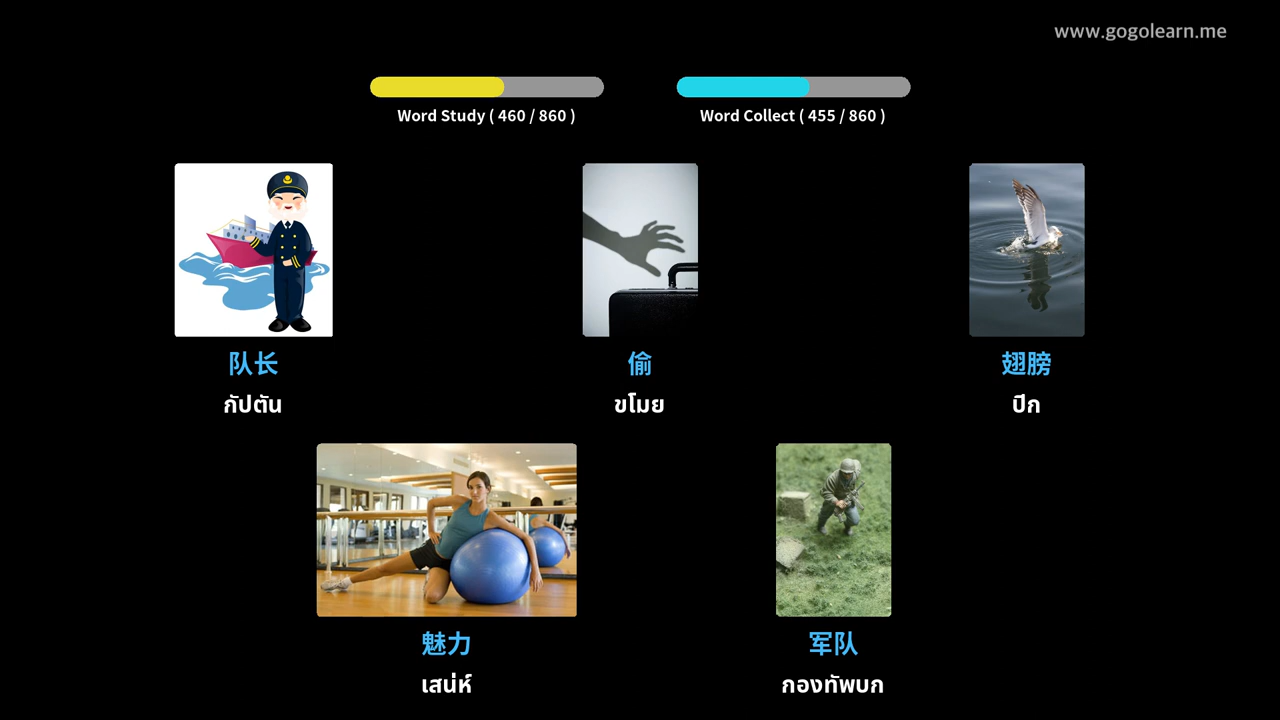 www.gogolearn.me
Word Study ( 460 / 860 )
Word Collect ( 455 / 860 )
队长
กัปตัน
偷
ขโมย
翅膀
ปีก
魅力
เสน่ห์
军队
กองทัพบก